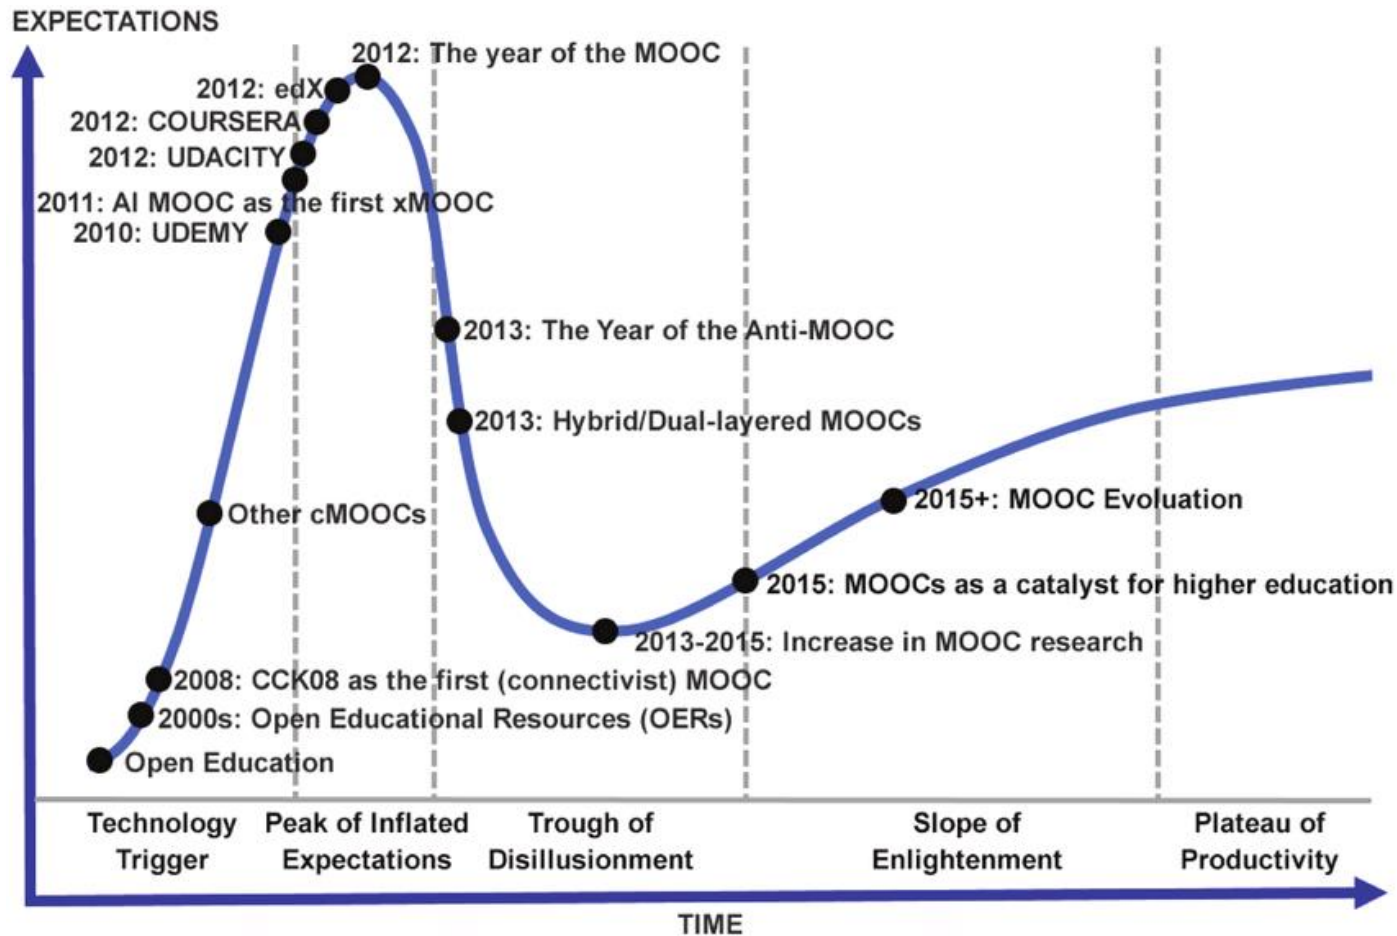 EXPECTATIONS
2012: The year of the MOOC
2012: edX
2012: COURSERA
2012: UDACITY
2011: AI MOOC as the first xMOOC
2010: UDEMY
2013: The Year of the Anti-MOOC
2013: Hybrid/Dual-layered MOOCs
2015+: MOOC Evoluation
Other cMOOCs
2015: MOOCs as a catalyst for higher education
2013-2015: Increase in MOOC research
2008: CCK08 as the first (connectivist) MOOC
2000s: Open Educational Resources (OERs)
Open Education
Technology
Trigger
Peak of Inflated
Expectations
Trough of
Disillusionment
Slope of
Enlightenment
Plateau of
Productivity
TIME